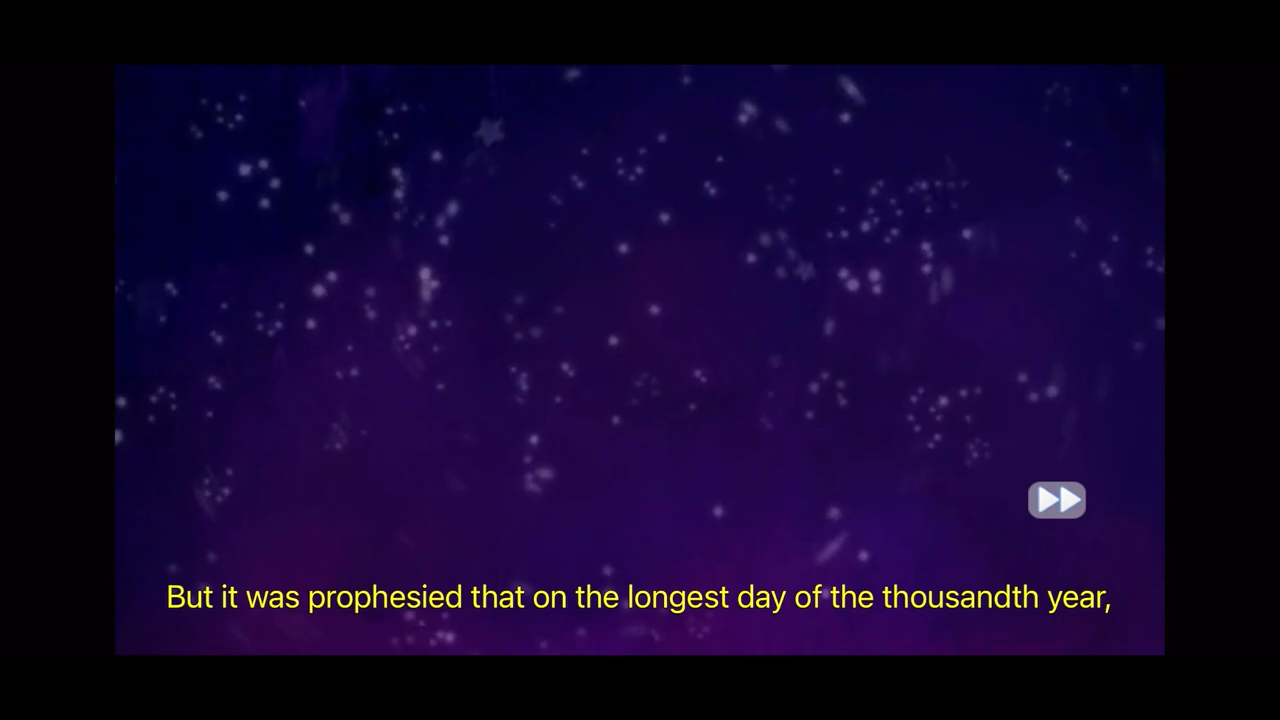 But it was prophesied that on the longest day of the thousandth year,